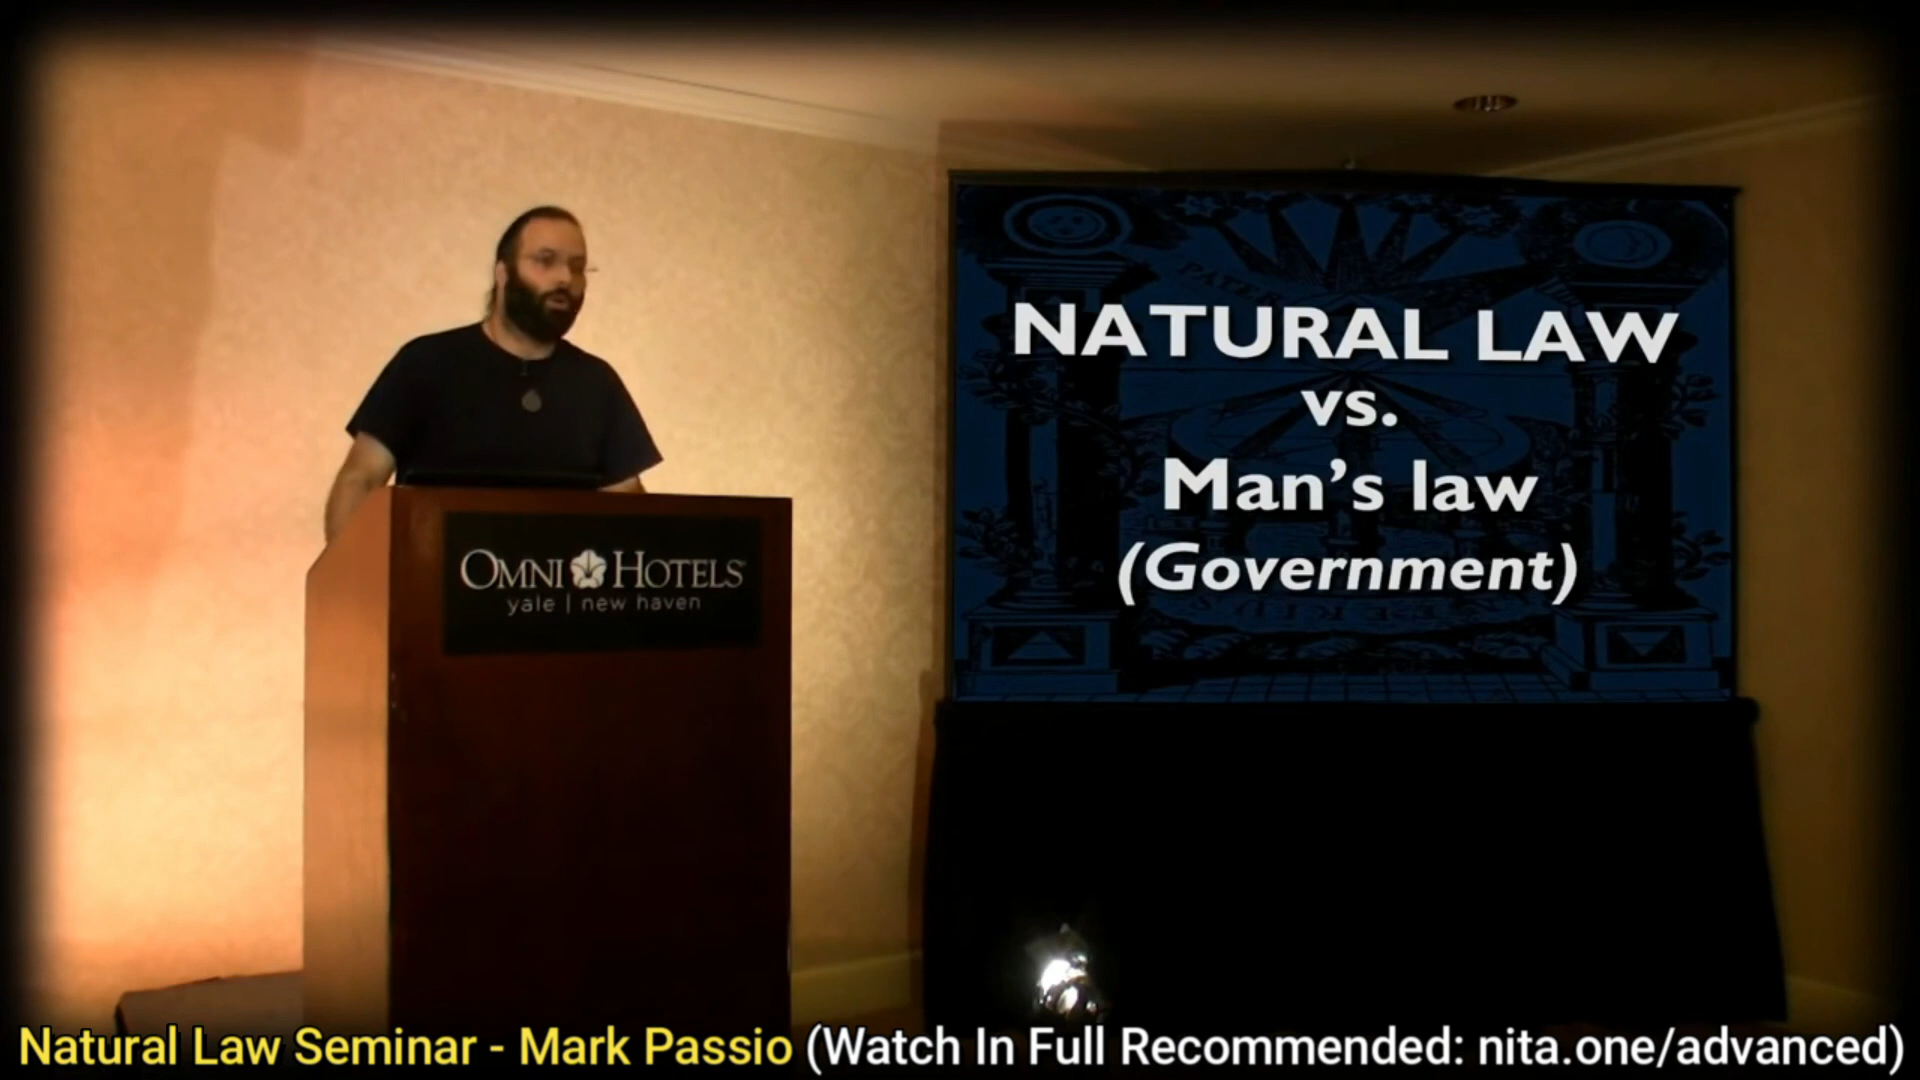 NATURAL LAW
vs.
Man's law
(Government)
OMNI HOTELS
yale | new haven
Natural Law Seminar - Mark Passio (Watch In Full Recommended: nita.one/advanced)